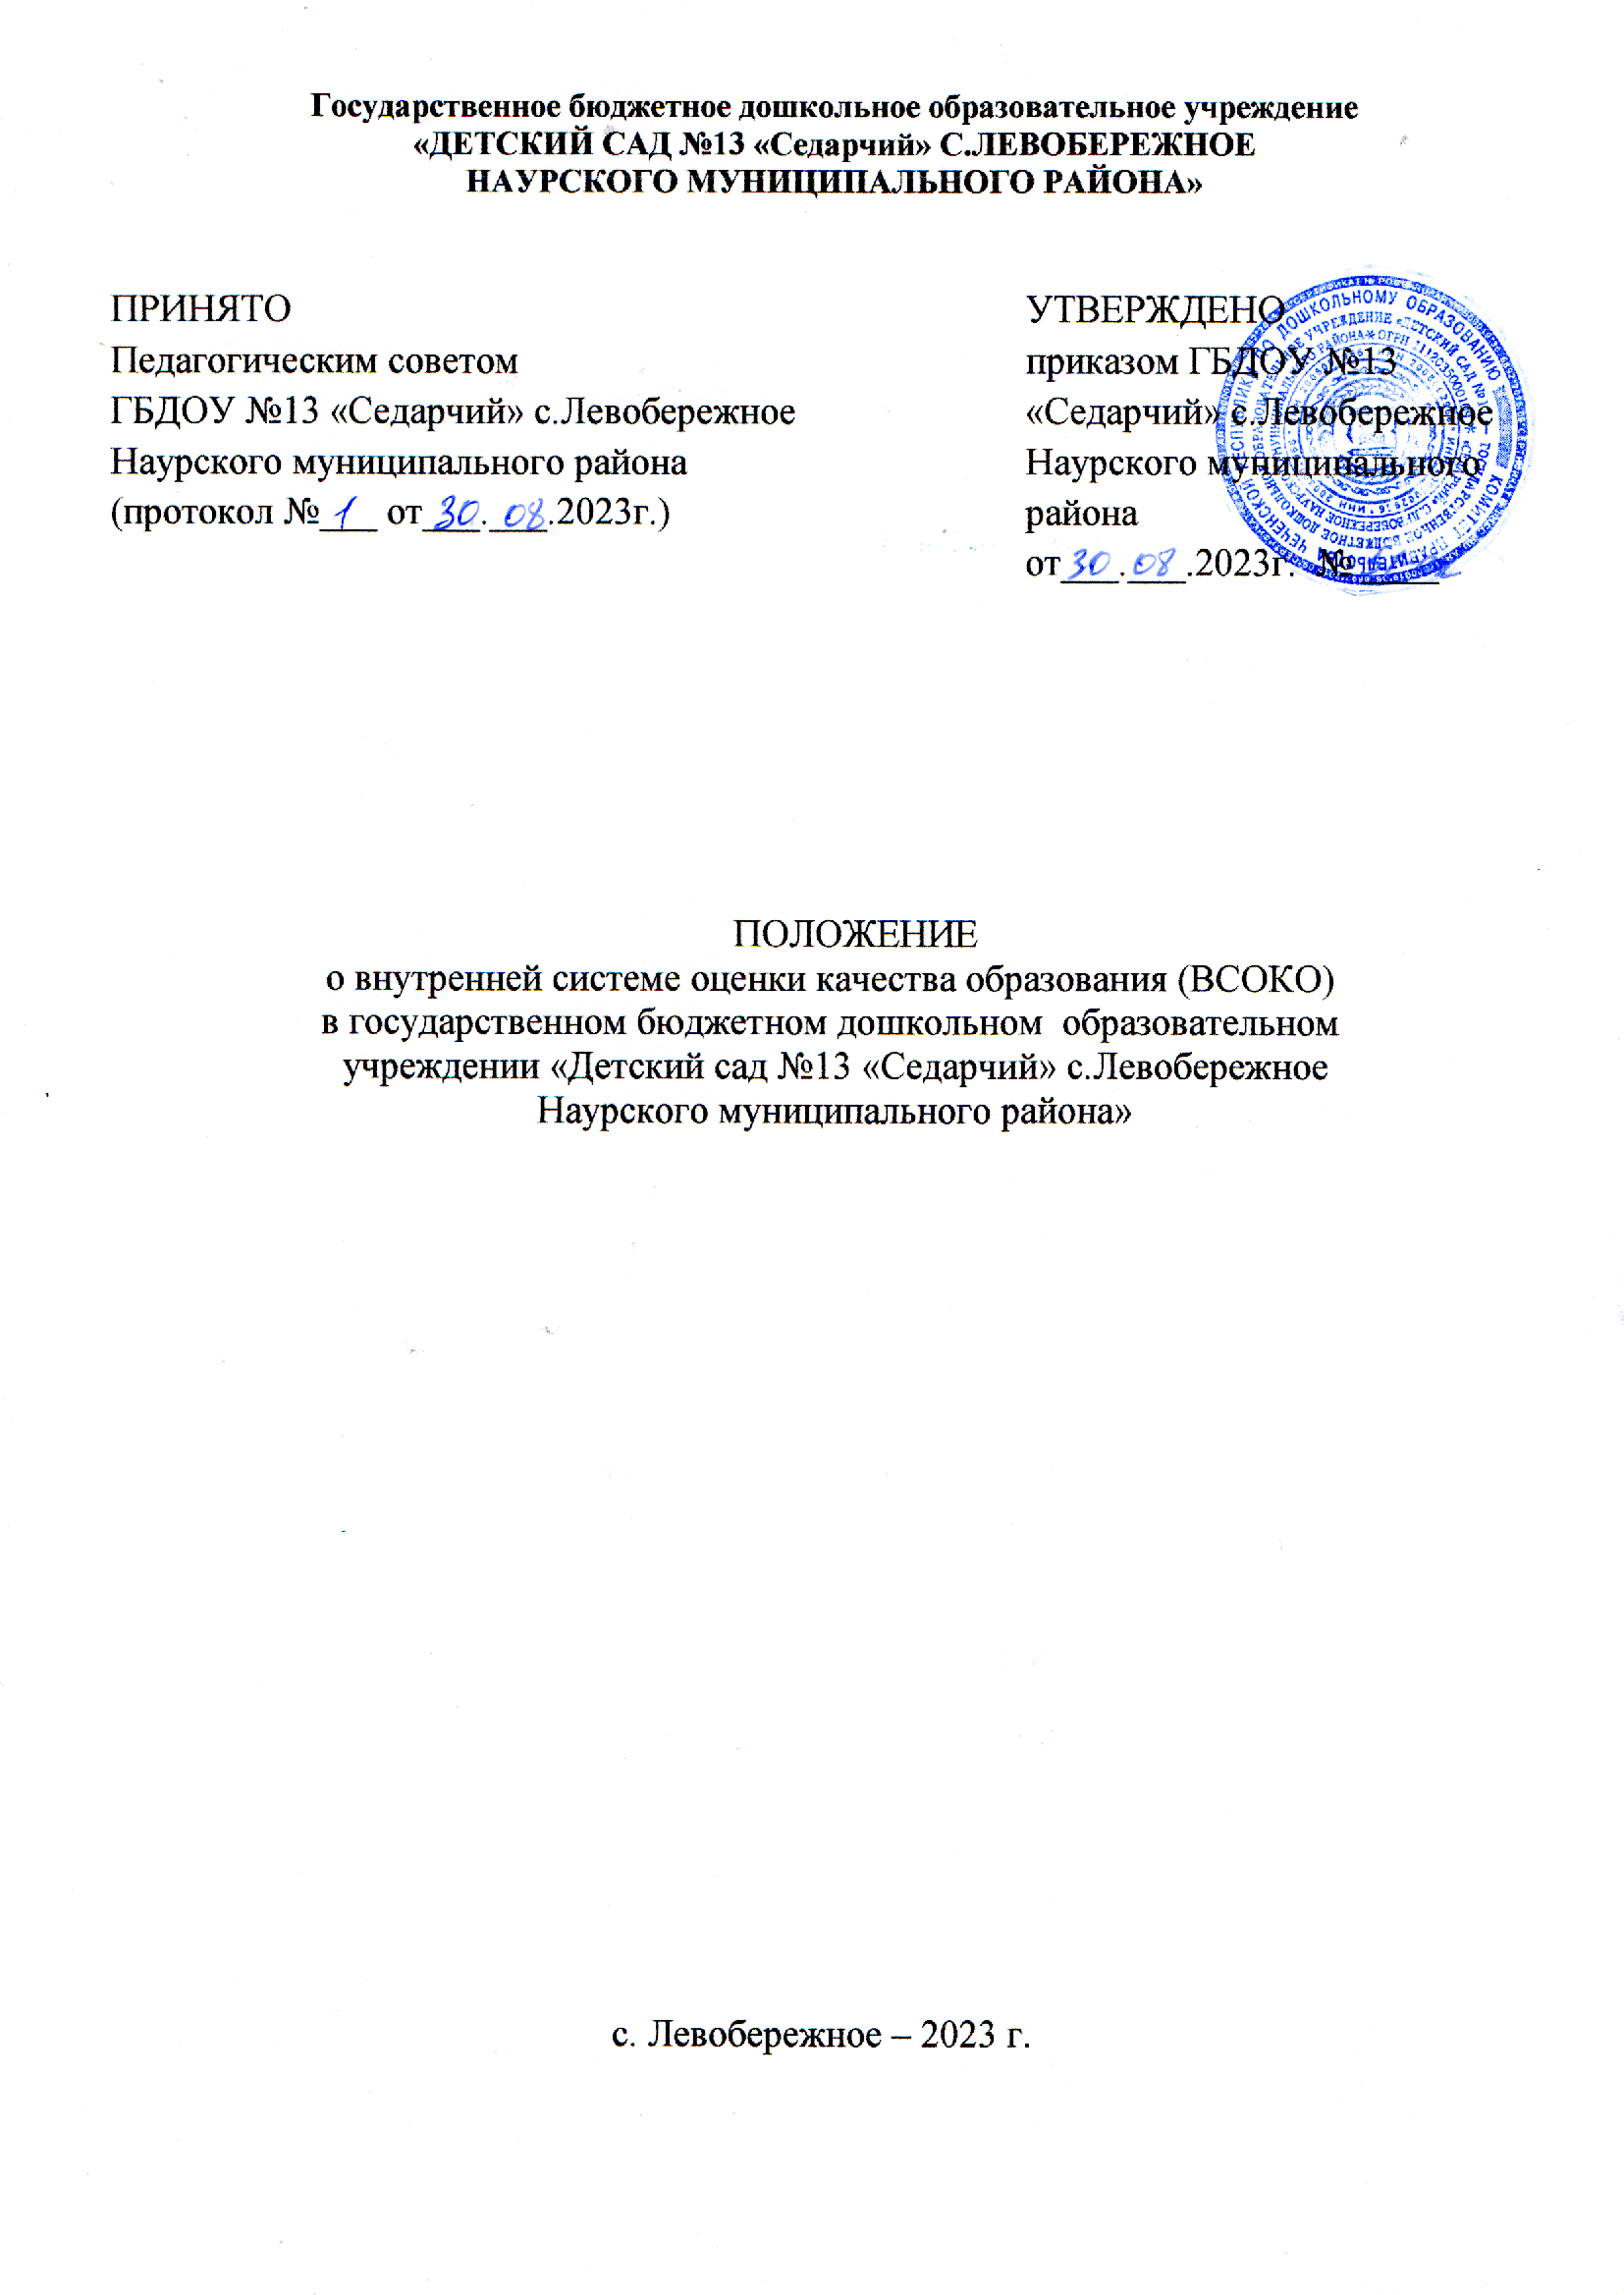 Государственное бюджетное дошкольное образовательное учреждение
«ДЕТСКИЙ САД №13 «Седарчий» С.ЛЕВОБЕРЕЖНОЕ
НАУРСКОГО МУНИЦИПАЛЬНОГО РАЙОНА»
ПРИНЯТО
Педагогическим советом
ГБДОУ №13 «Седарчий» с.Левобережное
Наурского муниципального района
(протокол № 1 от 30.08.2023г.)
УТВЕРЖДЕНО
приказом ГБДОУ №13
«Седарчий» с.Левобережное
Наурского муниципального
района
от 30.08.2023г. №
ПОЛОЖЕНИЕ
о внутренней системе оценки качества образования (ВСОКО)
в государственном бюджетном дошкольном образовательном
учреждении «Детский сад №13 «Седарчий» с.Левобережное
Наурского муниципального района»
с. Левобережное – 2023 г.